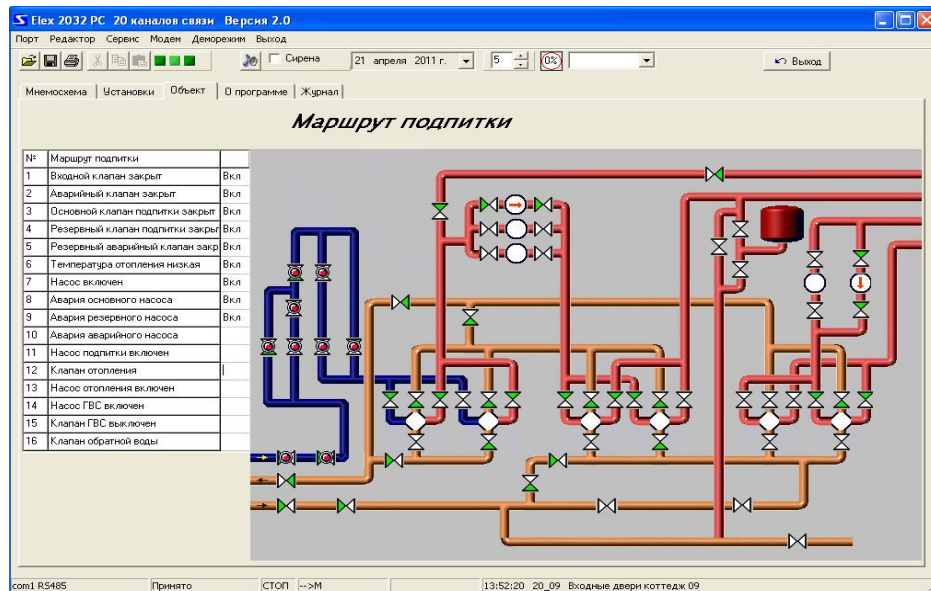 Elex 2032 PC 20 каналов связи Версия 2.0
Порт Редактор Сервис Модем Деморежим Выход
Сирена 21 апреля 2011 г. 5 0% Выход
Мнемосхема Установки Объект О программе Журнал
Маршрут подпитки
№ Маршрут подпитки
1 Входной клапан закрыт Вкл
2 Аварийный клапан закрыт Вкл
3 Основной клапан подпитки закрыт Вкл
4 Резервный клапан подпитки закры Вкл
5 Резервный аварийный клапан закр Вкл
6 Температура отопления низкая Вкл
7 Насос включен Вкл
8 Авария основного насоса Вкл
9 Авария резервного насоса Вкл
10 Авария аварийного насоса
11 Насос подпитки включен
12 Клапан отопления
13 Насос отопления включен
14 Насос ГВС включен
15 Клапан ГВС выключен
16 Клапан обратной воды
com1 RS485 Принято СТОП -->M 13:52:20 20_09 Входные двери коттедж 09